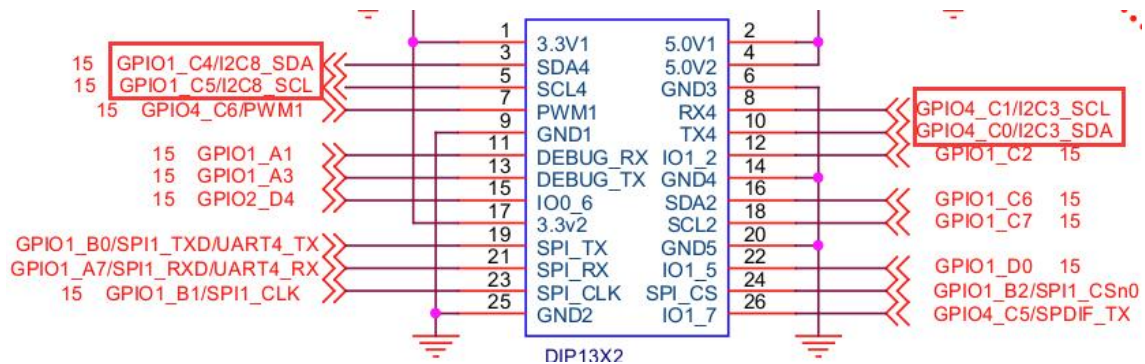 1 3.3V1 5.0V1 2
15 GPIO1_C4/I2C8_SDA 3 SDA4 5.0V2 4
15 GPIO1_C5/I2C8_SCL 5 SCL4 GND3 6
15 GPIO4_C6/PWM1 7 PWM1 RX4 8 GPIO4_C1/I2C3_SCL
9 GND1 TX4 10 GPIO4_C0/I2C3_SDA
15 GPIO1_A1 11 DEBUG_RX IO1_2 12 GPIO1_C2 15
15 GPIO1_A3 13 DEBUG_TX GND4 14
15 GPIO2_D4 15 IO0_6 SDA2 16 GPIO1_C6 15
17 3.3v2 SCL2 18 GPIO1_C7 15
GPIO1_B0/SPI1_TXD/UART4_TX 19 SPI_TX GND5 20
GPIO1_A7/SPI1_RXD/UART4_RX 21 SPI_RX IO1_5 22 GPIO1_D0 15
15 GPIO1_B1/SPI1_CLK 23 SPI_CLK SPI_CS 24 GPIO1_B2/SPI1_CSn0
25 GND2 IO1_7 26 GPIO4_C5/SPDIF_TX
DIP13X2